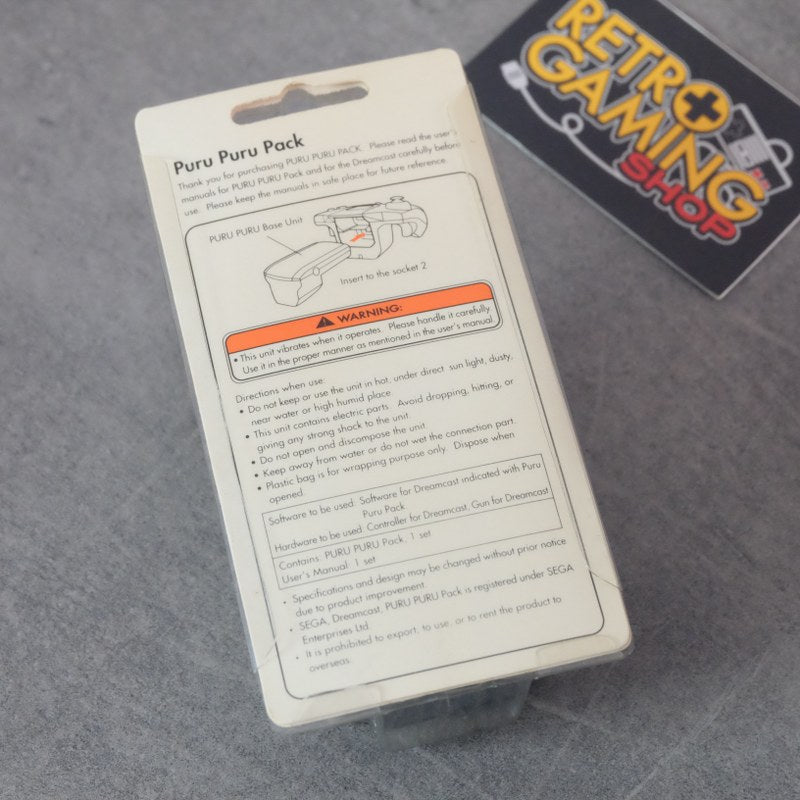 RETRO
GAMING
SHOP
Puru Puru Pack
Thank you for purchasing PURU PURU PACK. Please read the user's
manuals for PURU PURU Pack and for the Dreamcast carefully before
use. Please keep the manuals in safe place for future reference.
PURU PURU Base Unit
Insert to the socket 2
WARNING:
• This unit vibrates when it operates. Please handle it carefully.
Use it in the proper manner as mentioned in the user's manual.
Directions when use:
• Do not keep or use the unit in hot, under direct sun light, dusty,
near water or high humid place.
• This unit contains electric parts. Avoid dropping, hitting, or
giving any strong shock to the unit.
• Do not open and discompose the unit.
• Keep away from water or do not wet the connection part.
• Plastic bag is for wrapping purpose only. Dispose when
opened.
Software to be used: Software for Dreamcast indicated with Puru
Puru Pack
Hardware to be used: Controller for Dreamcast, Gun for Dreamcast
Contains: PURU PURU Pack, 1 set
User's Manual: 1 set
• Specifications and design may be changed without prior notice
due to product improvement.
• SEGA, Dreamcast, PURU PURU Pack is registered under SEGA
Enterprises Ltd.
• It is prohibited to export, to use, or to rent the product to
overseas.